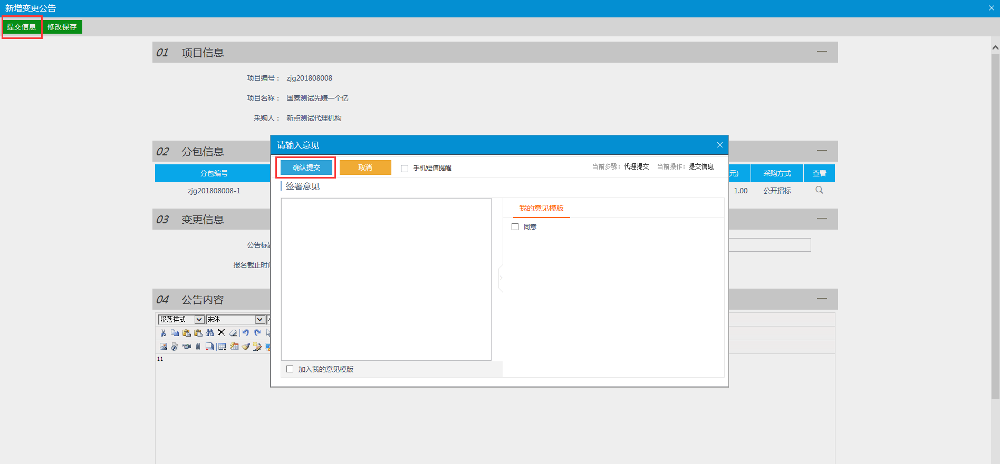 新增变更公告
提交信息 修改保存
01 项目信息
项目编号： zjg201808008
项目名称： 国泰测试先赚一个亿
采购人： 新点测试代理机构
02 分包信息
分包编号 元) 采购方式 查看
zjg201808008-1 1.00 公开招标
03 变更信息
公告标题
报名截止时间
04 公告内容
段落样式 宋体
11
请输入意见
确认提交 取消 手机短信提醒 当前步骤：代理提交 当前操作：提交信息
签署意见
我的意见模版
同意
加入我的意见模版